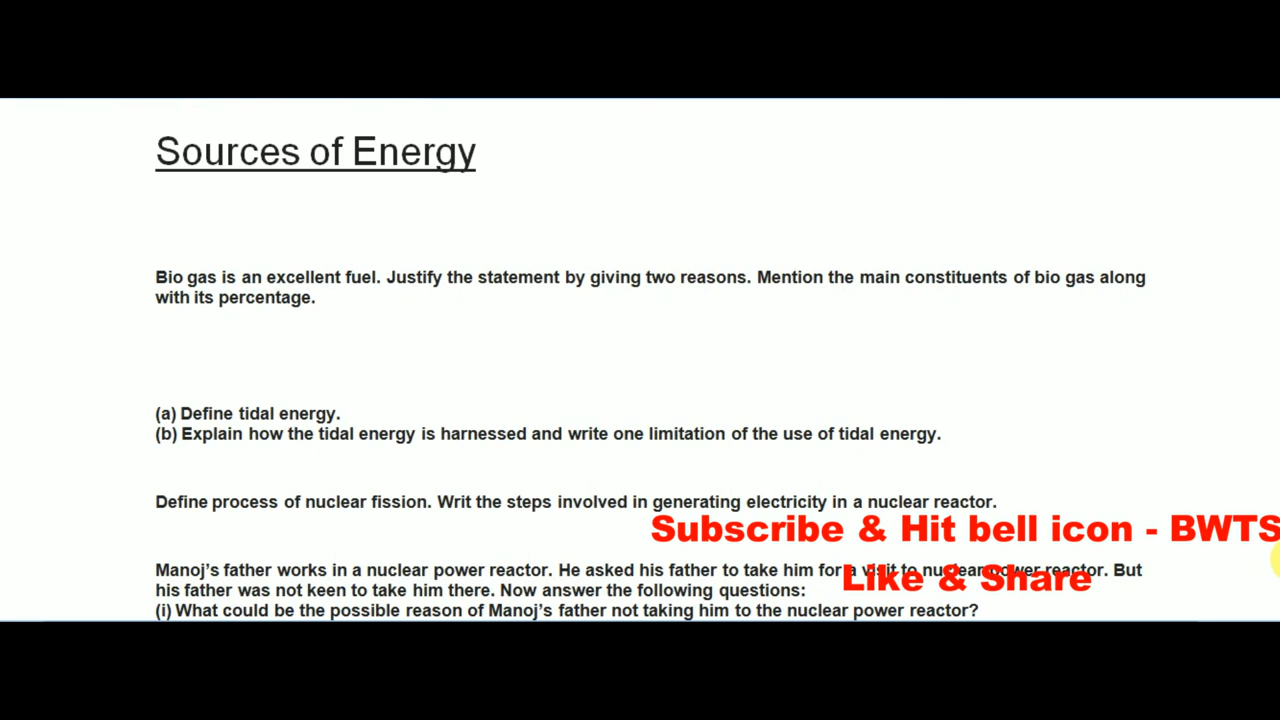 Sources of Energy
Bio gas is an excellent fuel. Justify the statement by giving two reasons. Mention the main constituents of bio gas along
with its percentage.
(a) Define tidal energy.
(b) Explain how the tidal energy is harnessed and write one limitation of the use of tidal energy.
Define process of nuclear fission. Writ the steps involved in generating electricity in a nuclear reactor.
Subscribe & Hit bell icon - BWTS
Manoj's father works in a nuclear power reactor. He asked his father to take him for a visit to nuclear power reactor. But
Like & Share
his father was not keen to take him there. Now answer the following questions:
(i) What could be the possible reason of Manoj's father not taking him to the nuclear power reactor?